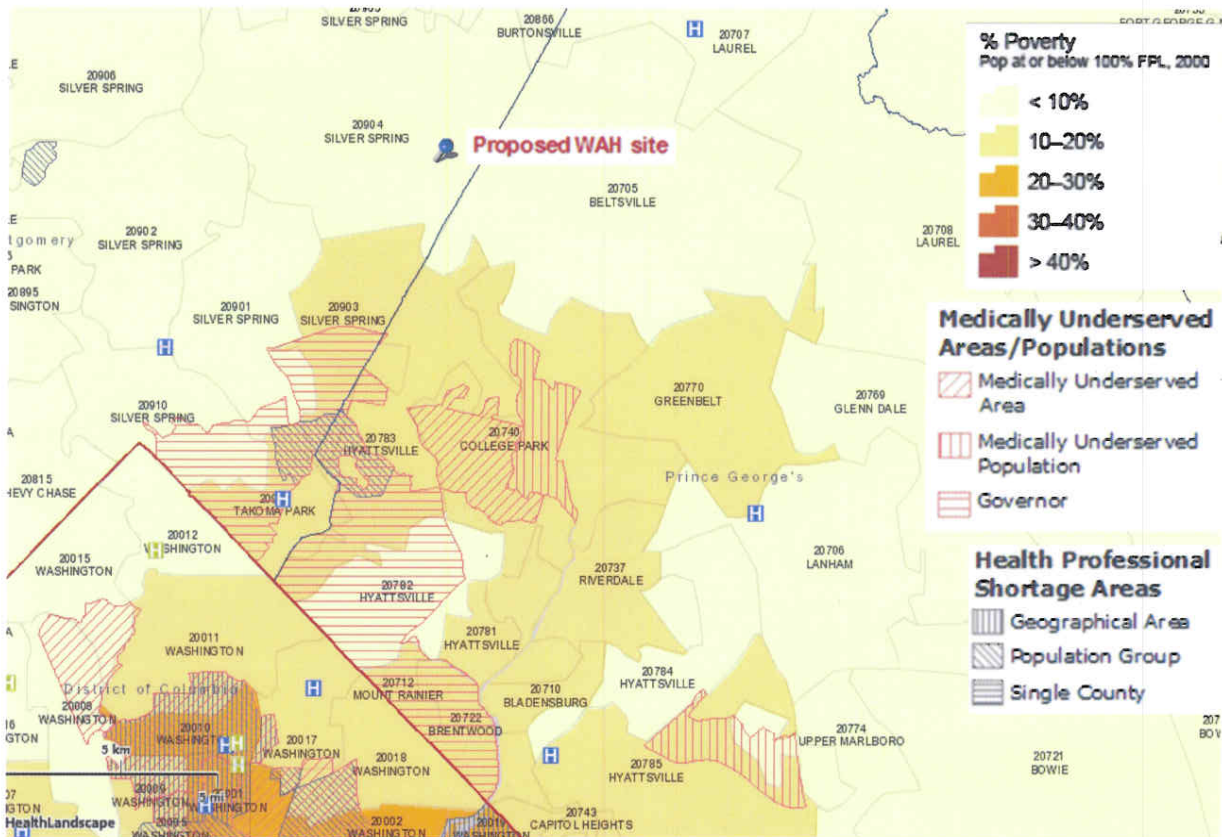 SILVER SPRING
20866
BURTONSVILLE
20707
LAUREL
% Poverty
Pop at or below 100% FPL, 2000
< 10%
10–20%
20–30%
30–40%
> 40%
20906
SILVER SPRING
20904
SILVER SPRING
Proposed WAH site
20705
BELTSVILLE
20708
LAUREL
20902
SILVER SPRING
tgomery
PARK
20895
SINGTON
20901
SILVER SPRING
20903
SILVER SPRING
Medically Underserved
Areas/Populations
Medically Underserved
Area
Medically Underserved
Population
Governor
H
20770
GREENBELT
20769
GLENN DALE
20910
SILVER SPRING
20783
HYATTSVILLE
20740
COLLEGE PARK
Prince George's
20815
HEVY CHASE
TAKOMA PARK
H
H
20012
WASHINGTON
H
20015
WASHINGTON
20706
LANHAM
20737
RIVERDALE
20782
HYATTSVILLE
Health Professional
Shortage Areas
Geographical Area
Population Group
Single County
20781
HYATTSVILLE
20011
WASHINGTON
20784
HYATTSVILLE
District of Columbia
H
20712
MOUNT RAINIER
20710
BLADENSBURG
20008
WASHINGTON
20722
BRENTWOOD
20774
UPPER MARLBORO
20010
WASHINGTON
H
H
5 km
20017
WASHINGTON
20018
WASHINGTON
H
20785
HYATTSVILLE
20721
BOWIE
20009
WASHINGTON
5 mi
20001
WASHINGTON
H
HealthLandscape
20002
WASHINGTON
20743
CAPITOL HEIGHTS